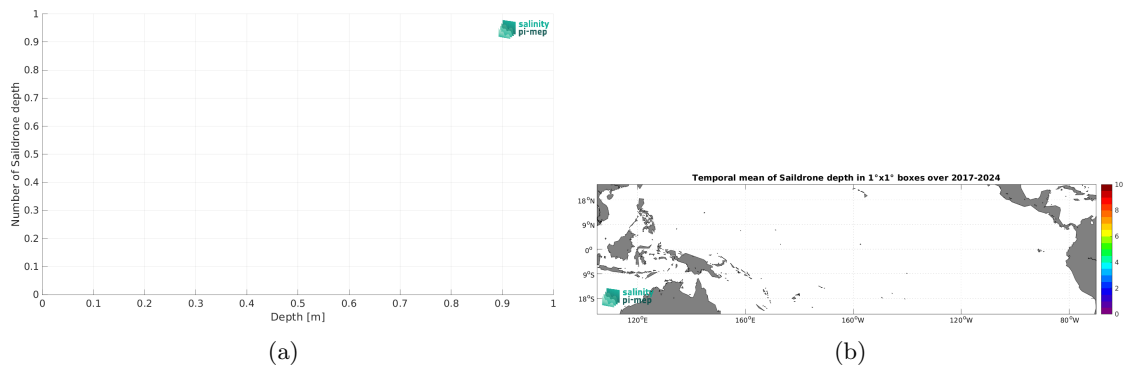 1
0.9
0.8
0.7
0.6
0.5
0.4
0.3
0.2
0.1
0
Number of Saildrone depth
salinity
pi-mep
0 0.1 0.2 0.3 0.4 0.5 0.6 0.7 0.8 0.9 1
Depth [m]
(a)
Temporal mean of Saildrone depth in 1°x1° boxes over 2017-2024
18°N
9°N
0°
9°S
18°S
salinity
pi-mep
120°E 160°E 160°W 120°W 80°W
10
8
6
4
2
0
(b)